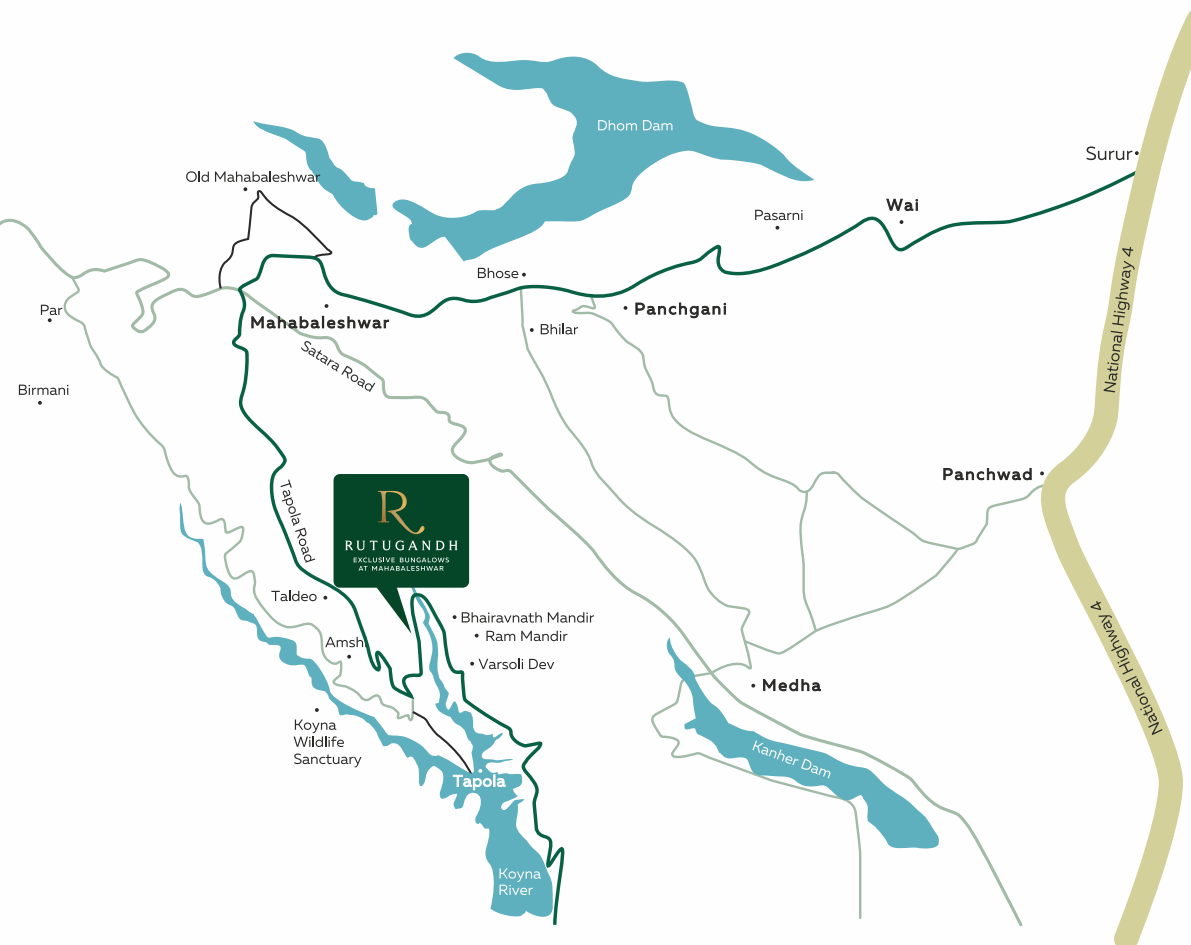 Dhom Dam
Surur
Old Mahabaleshwar
Wai
Pasarni
Bhose
Par
Panchgani
Mahabaleshwar
Bhilar
National Highway 4
Satara Road
Birmani
Panchwad
Tapola Road
R
RUTUGANDH
EXCLUSIVE BUNGALOWS
AT MAHABALESHWAR
Taldeo
Bhairavnath Mandir
Ram Mandir
National Highway 4
Amshi
Varsoli Dev
Medha
Koyna
Wildlife
Sanctuary
Kanher Dam
Tapola
Koyna
River